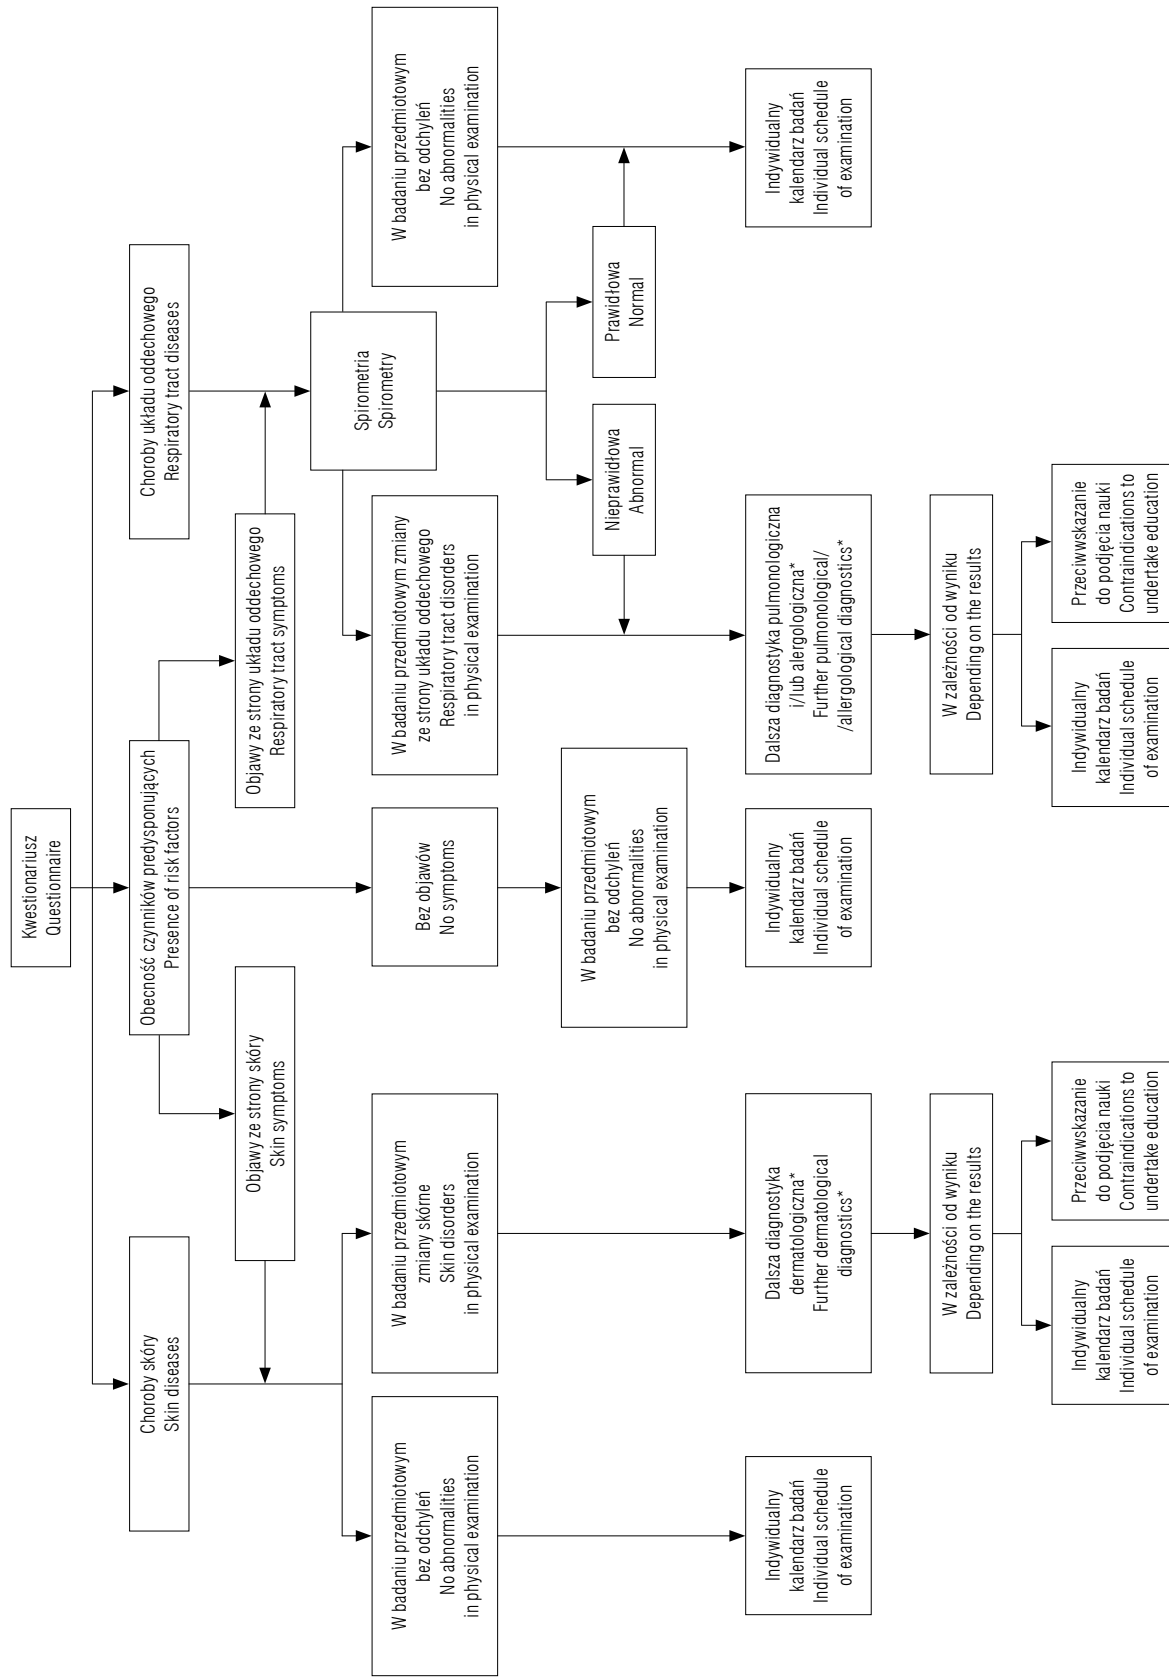 Kwestionariusz
Questionnaire
Choroby skóry
Skin diseases
Obecność czynników predysponujących
Presence of risk factors
Choroby układu oddechowego
Respiratory tract diseases
Objawy ze strony skóry
Skin symptoms
Objawy ze strony układu oddechowego
Respiratory tract symptoms
Spirometria
Spirometry
W badaniu przedmiotowym
bez odchyleń
No abnormalities
in physical examination
W badaniu przedmiotowym
zmiany skórne
Skin disorders
in physical examination
Bez objawów
No symptoms
W badaniu przedmiotowym zmiany
ze strony układu oddechowego
Respiratory tract disorders
in physical examination
W badaniu przedmiotowym
bez odchyleń
No abnormalities
in physical examination
W badaniu przedmiotowym
bez odchyleń
No abnormalities
in physical examination
Nieprawidłowa
Abnormal
Prawidłowa
Normal
Indywidualny
kalendarz badań
Individual schedule
of examination
Dalsza diagnostyka
dermatologiczna*
Further dermatological
diagnostics*
Indywidualny
kalendarz badań
Individual schedule
of examination
Dalsza diagnostyka pulmonologiczna
i/lub alergologiczna*
Further pulmonological/
/allergological diagnostics*
Indywidualny
kalendarz badań
Individual schedule
of examination
W zależności od wyniku
Depending on the results
W zależności od wyniku
Depending on the results
Indywidualny
kalendarz badań
Individual schedule
of examination
Przeciwwskazanie
do podjęcia nauki
Contraindications to
undertake education
Indywidualny
kalendarz badań
Individual schedule
of examination
Przeciwwskazanie
do podjęcia nauki
Contraindications to
undertake education